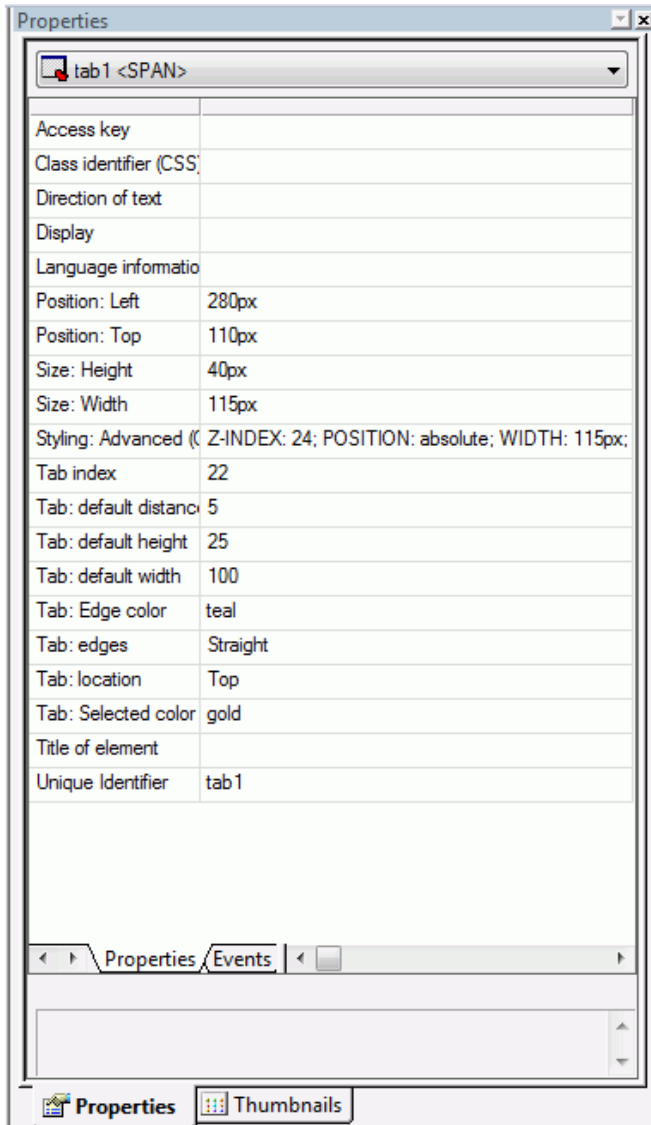 Properties
tab1 <SPAN>
Access key
Class identifier (CSS)
Direction of text
Display
Language informatio
Position: Left 280px
Position: Top 110px
Size: Height 40px
Size: Width 115px
Styling: Advanced (C Z-INDEX: 24; POSITION: absolute; WIDTH: 115px;
Tab index 22
Tab: default distanc 5
Tab: default height 25
Tab: default width 100
Tab: Edge color teal
Tab: edges Straight
Tab: location Top
Tab: Selected color gold
Title of element
Unique Identifier tab1
Properties Events
Properties Thumbnails